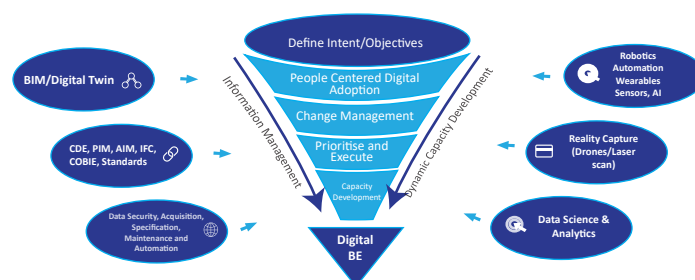 Define Intent/Objectives
People Centered Digital
Adoption
Change Management
Prioritise and
Execute
Capacity
Development
Digital
BE
Information Management
Dynamic Capacity Development
BIM/Digital Twin
CDE, PIM, AIM, IFC,
COBIE, Standards
Data Security, Acquisition,
Specification,
Maintenance and
Automation
Robotics
Automation
Wearables
Sensors, AI
Reality Capture
(Drones/Laser
scan)
Data Science &
Analytics